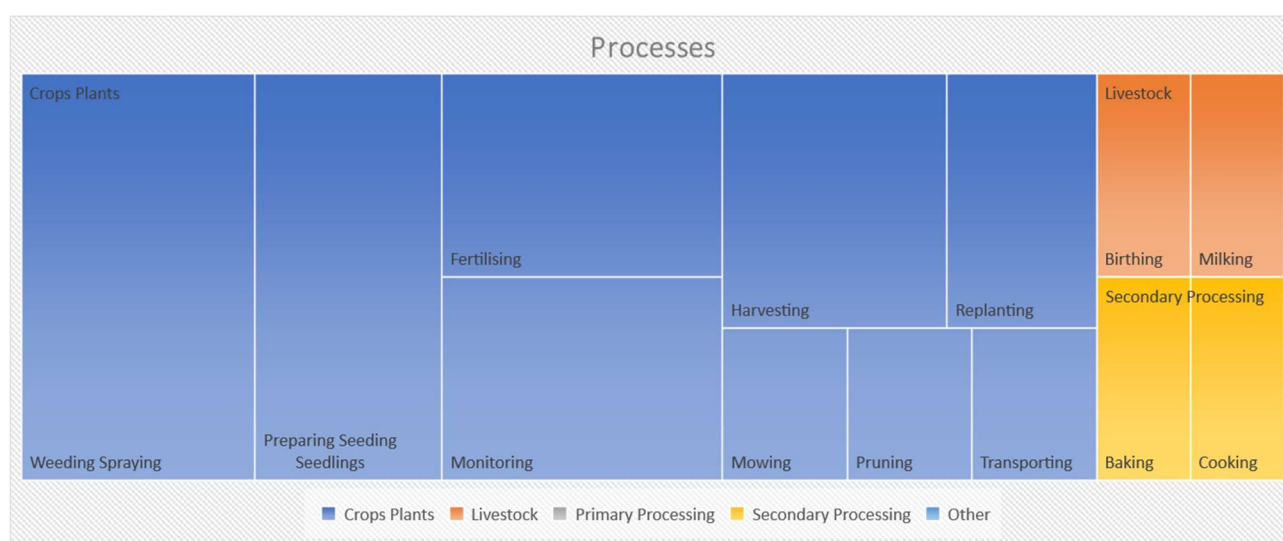 Processes
Crops Plants
Livestock
Fertilising
Birthing
Milking
Secondary Processing
Harvesting
Replanting
Preparing Seeding
Seedlings
Weeding Spraying
Monitoring
Mowing
Pruning
Transporting
Baking
Cooking
Crops Plants
Livestock
Primary Processing
Secondary Processing
Other